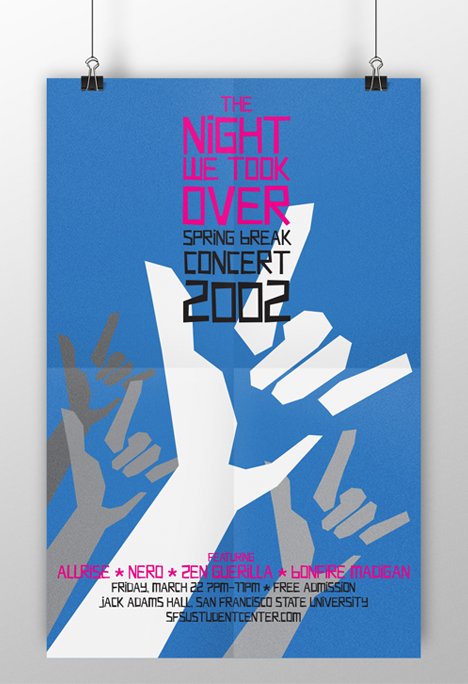 THE
NiGHT
WE TOOK
OVER
SPRiNG bREAK
CONCERT
2002
FEATURING
ALLRISE * NERO * ZEN GUERILLA * bONFIRE MADIGAN
FRIDAY, MARCH 22 7PM-11PM * FREE ADMISSION
JACK ADAMS HALL, SAN FRANCISCO STATE UNIVERSITY
SFSUSTUDENTCENTER.COM